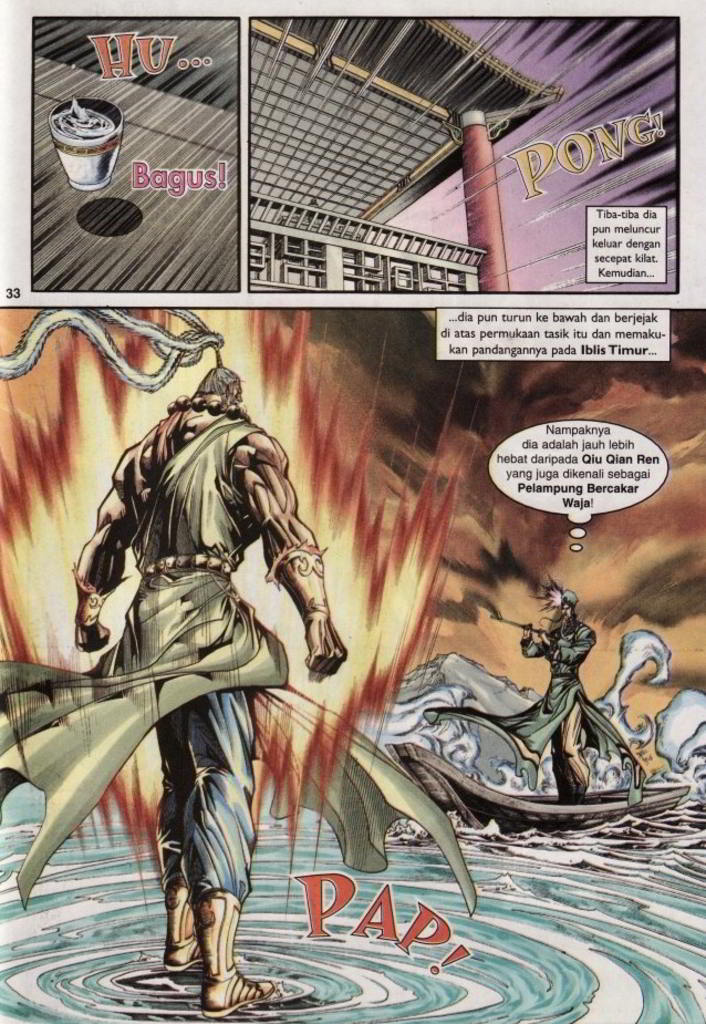 HU...
Bagus!
PONG!
Tiba-tiba dia
pun meluncur
keluar dengan
secepat kilat.
Kemudian...
33
...dia pun turun ke bawah dan berjejak
di atas permukaan tasik itu dan memaku-
kan pandangannya pada Iblis Timur...
Nampaknya
dia adalah jauh lebih
hebat daripada Qiu Qian Ren
yang juga dikenali sebagai
Pelampung Bercakar
Waja!
PAP!